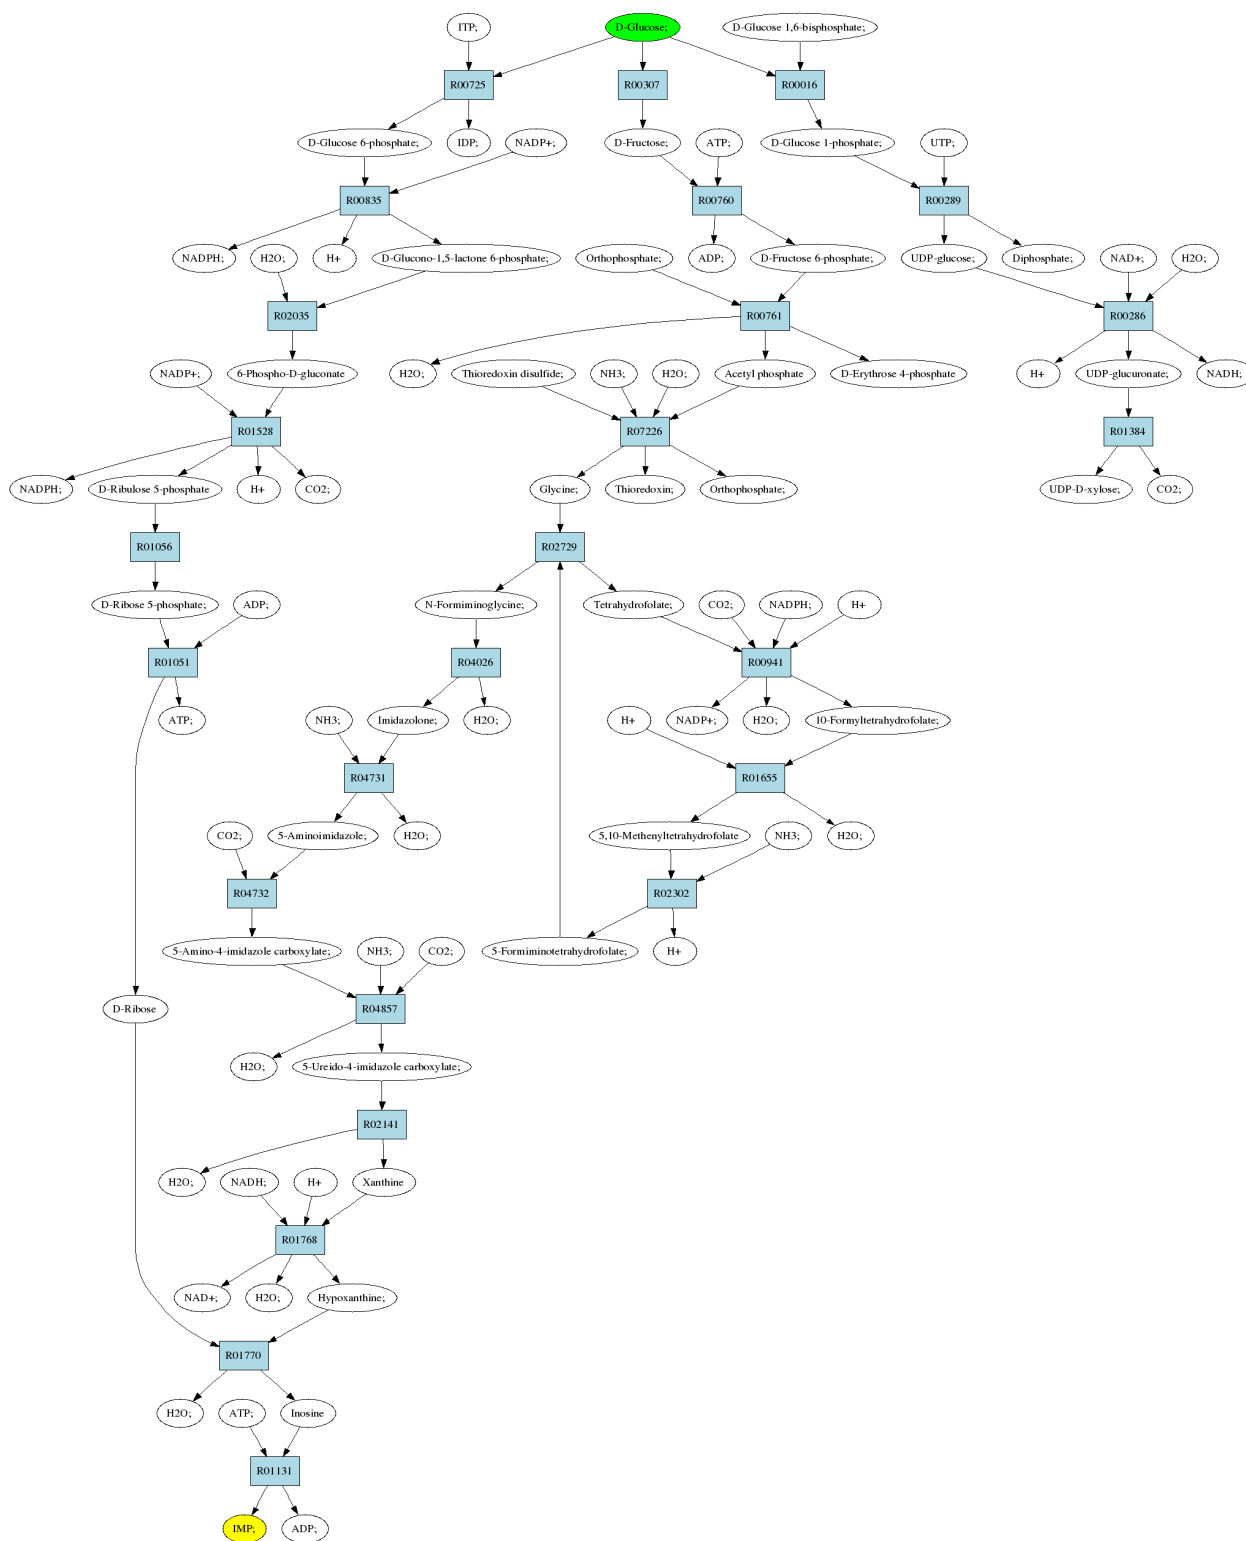 ITP;
D-Glucose;
D-Glucose 1,6-bisphosphate;
R00725
R00307
R00016
D-Glucose 6-phosphate;
IDP;
NADP+;
D-Fructose;
ATP;
D-Glucose 1-phosphate;
UTP;
R00835
R00760
R00289
NADPH;
H2O;
H+
D-Glucono-1,5-lactone 6-phosphate;
Orthophosphate;
ADP;
D-Fructose 6-phosphate;
UDP-glucose;
Diphosphate;
NAD+;
H2O;
R02035
R00761
R00286
NADP+;
6-Phospho-D-gluconate
H2O;
Thioredoxin disulfide;
NH3;
H2O;
Acetyl phosphate
D-Erythrose 4-phosphate
H+
UDP-glucuronate;
NADH;
R01528
R07226
R01384
NADPH;
D-Ribulose 5-phosphate
H+
CO2;
Glycine;
Thioredoxin;
Orthophosphate;
UDP-D-xylose;
CO2;
R01056
R02729
D-Ribose 5-phosphate;
ADP;
N-Formiminoglycine;
Tetrahydrofolate;
CO2;
NADPH;
H+
R01051
R04026
R00941
ATP;
NH3;
Imidazolone;
H2O;
H+
NADP+;
H2O;
10-Formyltetrahydrofolate;
R04731
R01655
CO2;
5-Aminoimidazole;
H2O;
5,10-Methenyltetrahydrofolate
NH3;
H2O;
R04732
R02302
5-Amino-4-imidazole carboxylate;
NH3;
CO2;
5-Formiminotetrahydrofolate;
H+
D-Ribose
R04857
H2O;
5-Ureido-4-imidazole carboxylate;
R02141
H2O;
NADH;
H+
Xanthine
R01768
NAD+;
H2O;
Hypoxanthine;
R01770
H2O;
ATP;
Inosine
R01131
IMP;
ADP;